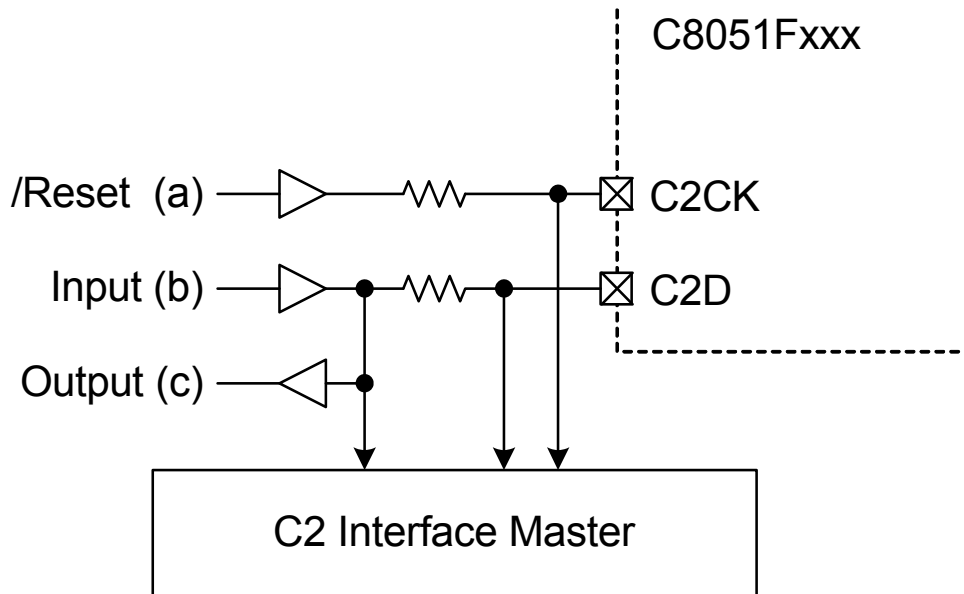 C8051Fxxx
/Reset (a)
C2CK
Input (b)
C2D
Output (c)
C2 Interface Master